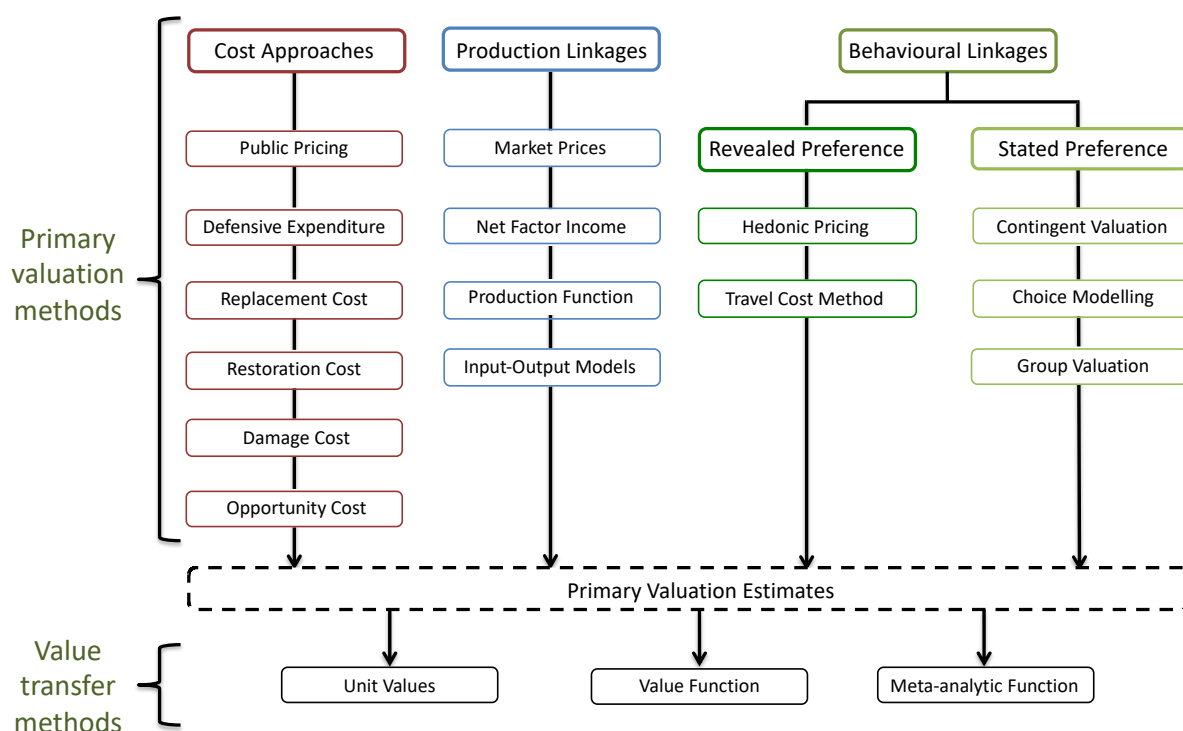 Cost Approaches
Production Linkages
Behavioural Linkages
Public Pricing
Market Prices
Revealed Preference
Stated Preference
Defensive Expenditure
Net Factor Income
Hedonic Pricing
Contingent Valuation
Primary
valuation
methods
Replacement Cost
Production Function
Travel Cost Method
Choice Modelling
Restoration Cost
Input-Output Models
Group Valuation
Damage Cost
Opportunity Cost
Primary Valuation Estimates
Value
transfer
methods
Unit Values
Value Function
Meta-analytic Function